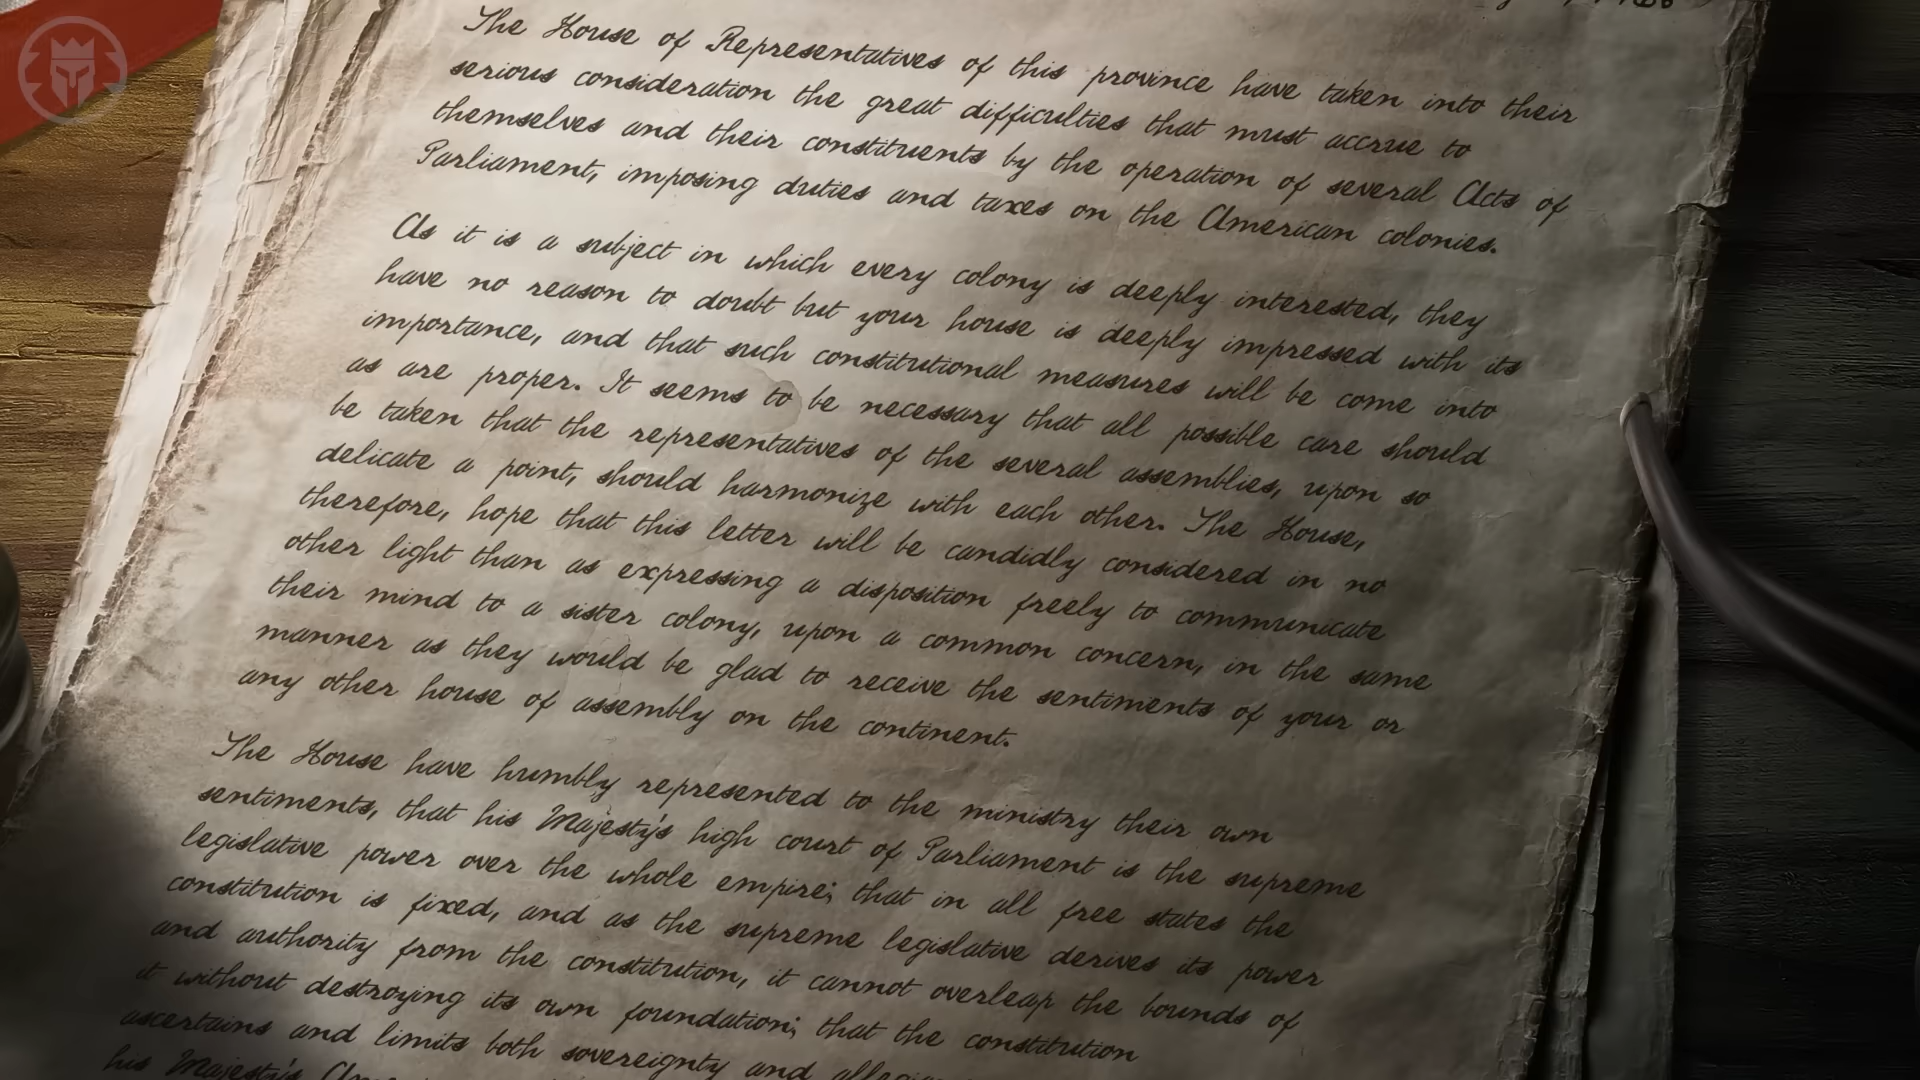 The House of Representatives of this province have taken into their
serious consideration the great difficulties that must accrue to
themselves and their constituents by the operation of several Acts of
Parliament, imposing duties and taxes on the American colonies.
As it is a subject in which every colony is deeply interested, they
have no reason to doubt but your house is deeply impressed with its
importance, and that such constitutional measures will be come into
as are proper. It seems to be necessary that all possible care should
be taken that the representatives of the several assemblies, upon so
delicate a point, should harmonize with each other. The House,
therefore, hope that this letter will be candidly considered in no
other light than as expressing a disposition freely to communicate
their mind to a sister colony, upon a common concern, in the same
manner as they would be glad to receive the sentiments of your or
any other house of assembly on the continent.
The House have humbly represented to the ministry their own
sentiments, that his Majesty's high court of Parliament is the supreme
legislative power over the whole empire; that in all free states the
constitution is fixed, and as the supreme legislative derives its power
and authority from the constitution, it cannot overleap the bounds of
it without destroying its own foundation; that the constitution
ascertains and limits both sovereignty and
his Majesty's